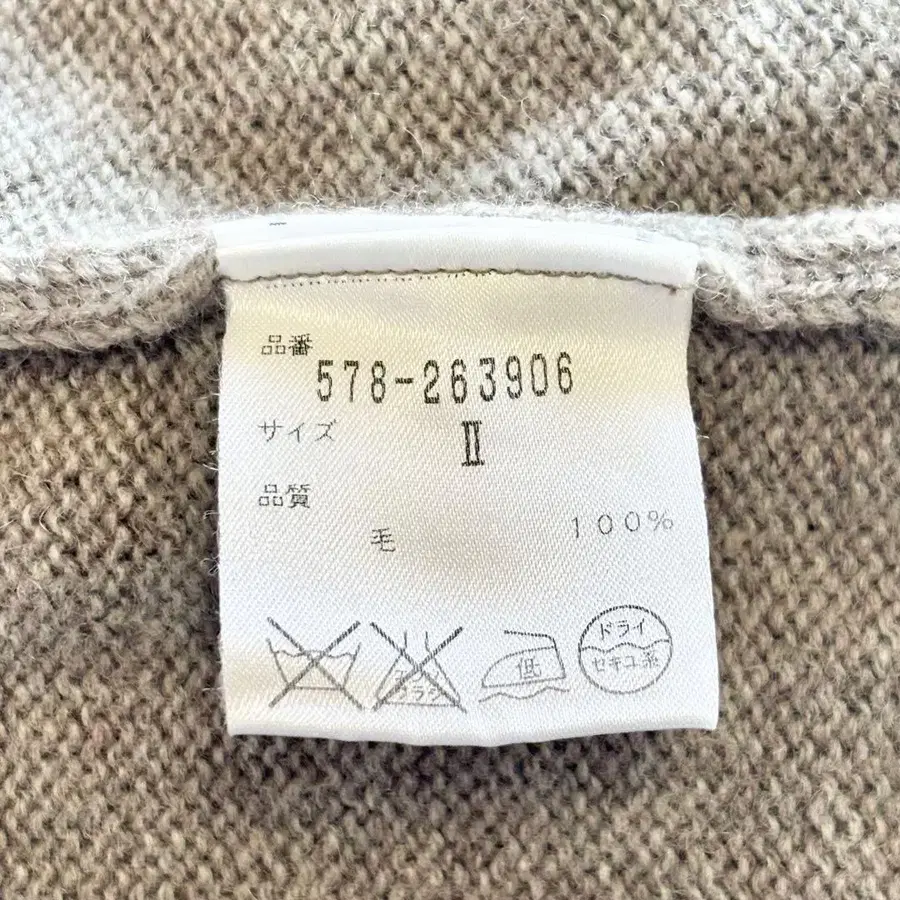 品番
578-263906
サイズ Ⅱ
品質
毛 100%
低
ドライ
セキユ系